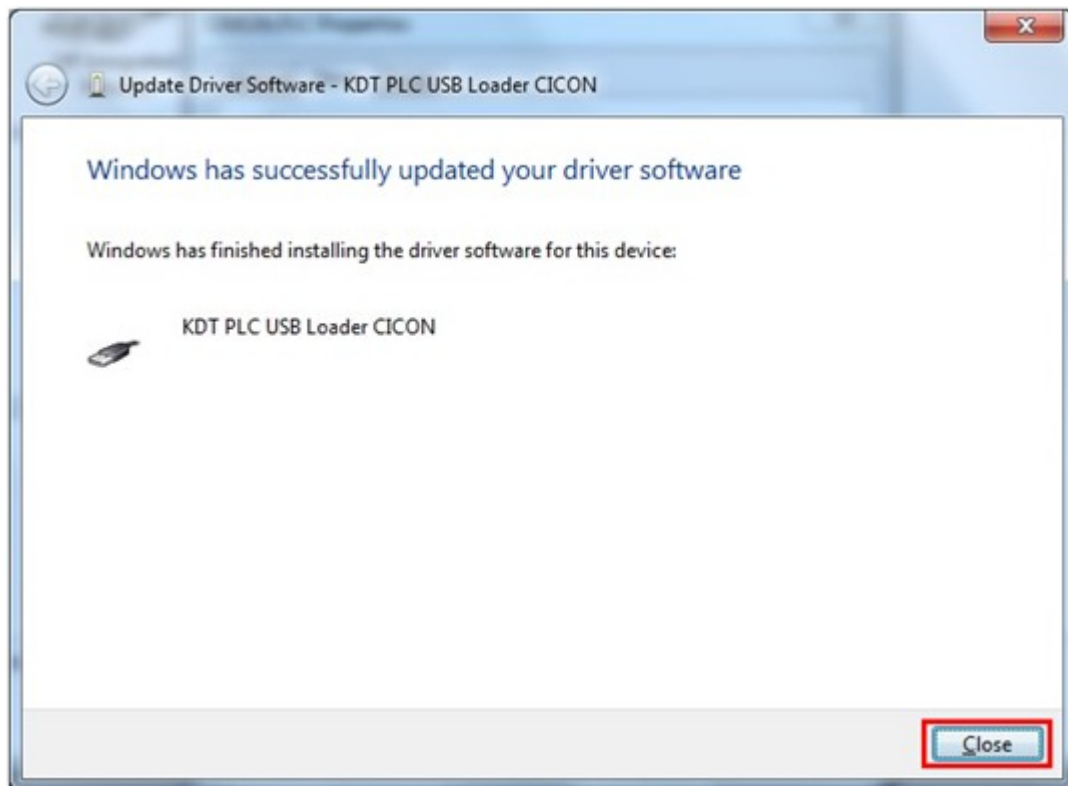 Update Driver Software - KDT PLC USB Loader CICON
Windows has successfully updated your driver software
Windows has finished installing the driver software for this device:
KDT PLC USB Loader CICON
Close